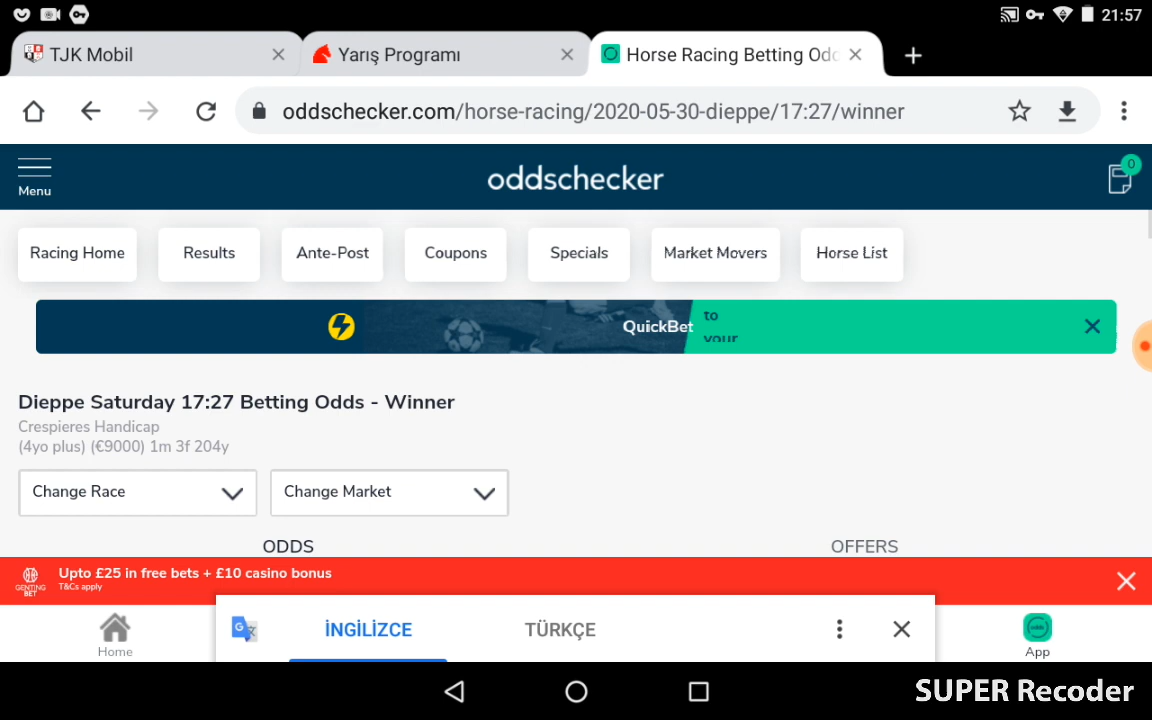 21:57
TJK Mobil
Yarış Programı
Horse Racing Betting Odd
oddschecker.com/horse-racing/2020-05-30-dieppe/17:27/winner
Menu
oddschecker
0
Racing Home
Results
Ante-Post
Coupons
Specials
Market Movers
Horse List
QuickBet
to
your
Dieppe Saturday 17:27 Betting Odds - Winner
Crespieres Handicap
(4yo plus) (€9000) 1m 3f 204y
Change Race
Change Market
ODDS
OFFERS
Upto £25 in free bets + £10 casino bonus
T&Cs apply
GENTING
BET
İNGİLİZCE
TÜRKÇE
Home
App
SUPER Recoder